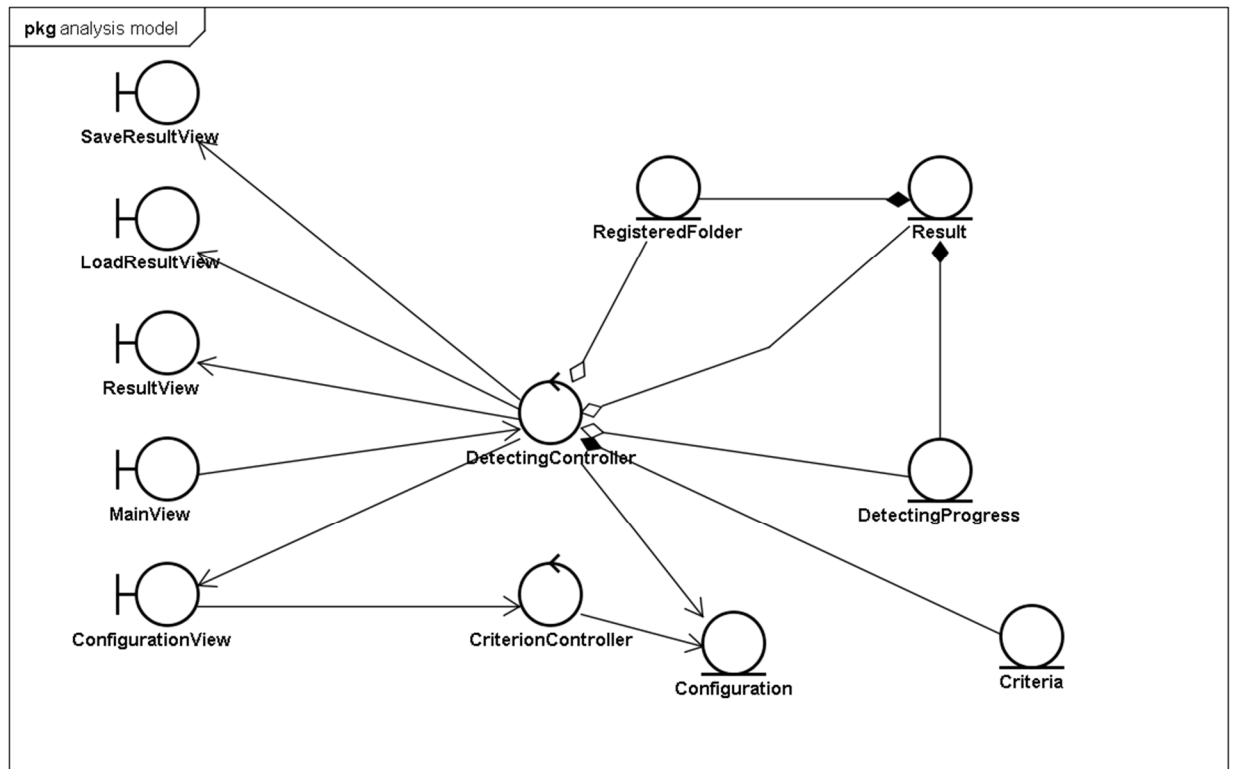 pkg analysis model
SaveResultView
RegisteredFolder
Result
LoadResultView
ResultView
DetectingController
MainView
DetectingProgress
ConfigurationView
CriterionController
Configuration
Criteria